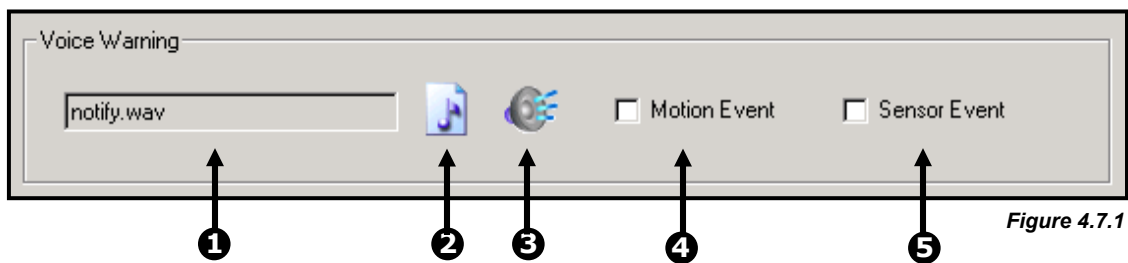 Voice Warning
notify.wav
Motion Event
Sensor Event
Figure 4.7.1
1 2 3 4 5